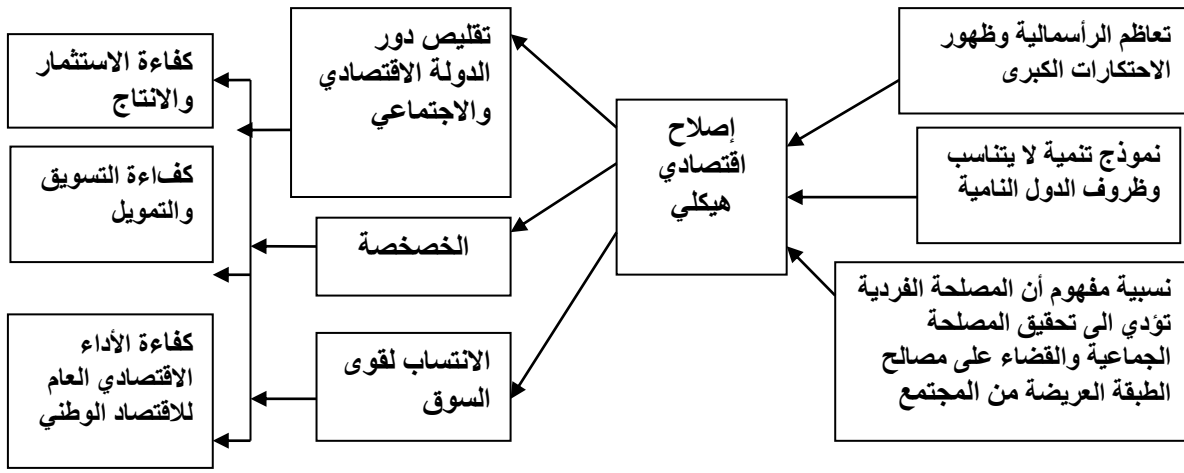 تعاظم الرأسمالية وظهور
الاحتكارات الكبرى
نموذج تنمية لا يتناسب
وظروف الدول النامية
نسبية مفهوم أن المصلحة الفردية
تؤدي الى تحقيق المصلحة
الجماعية والقضاء على مصالح
الطبقة العريضة من المجتمع
إصلاح
اقتصادي
هيكلي
تقليص دور
الدولة الاقتصادي
والاجتماعي
الخصخصة
الانتساب لقوى
السوق
كفاءة الاستثمار
والانتاج
كفاءة التسويق
والتمويل
كفاءة الأداء
الاقتصادي العام
للاقتصاد الوطني